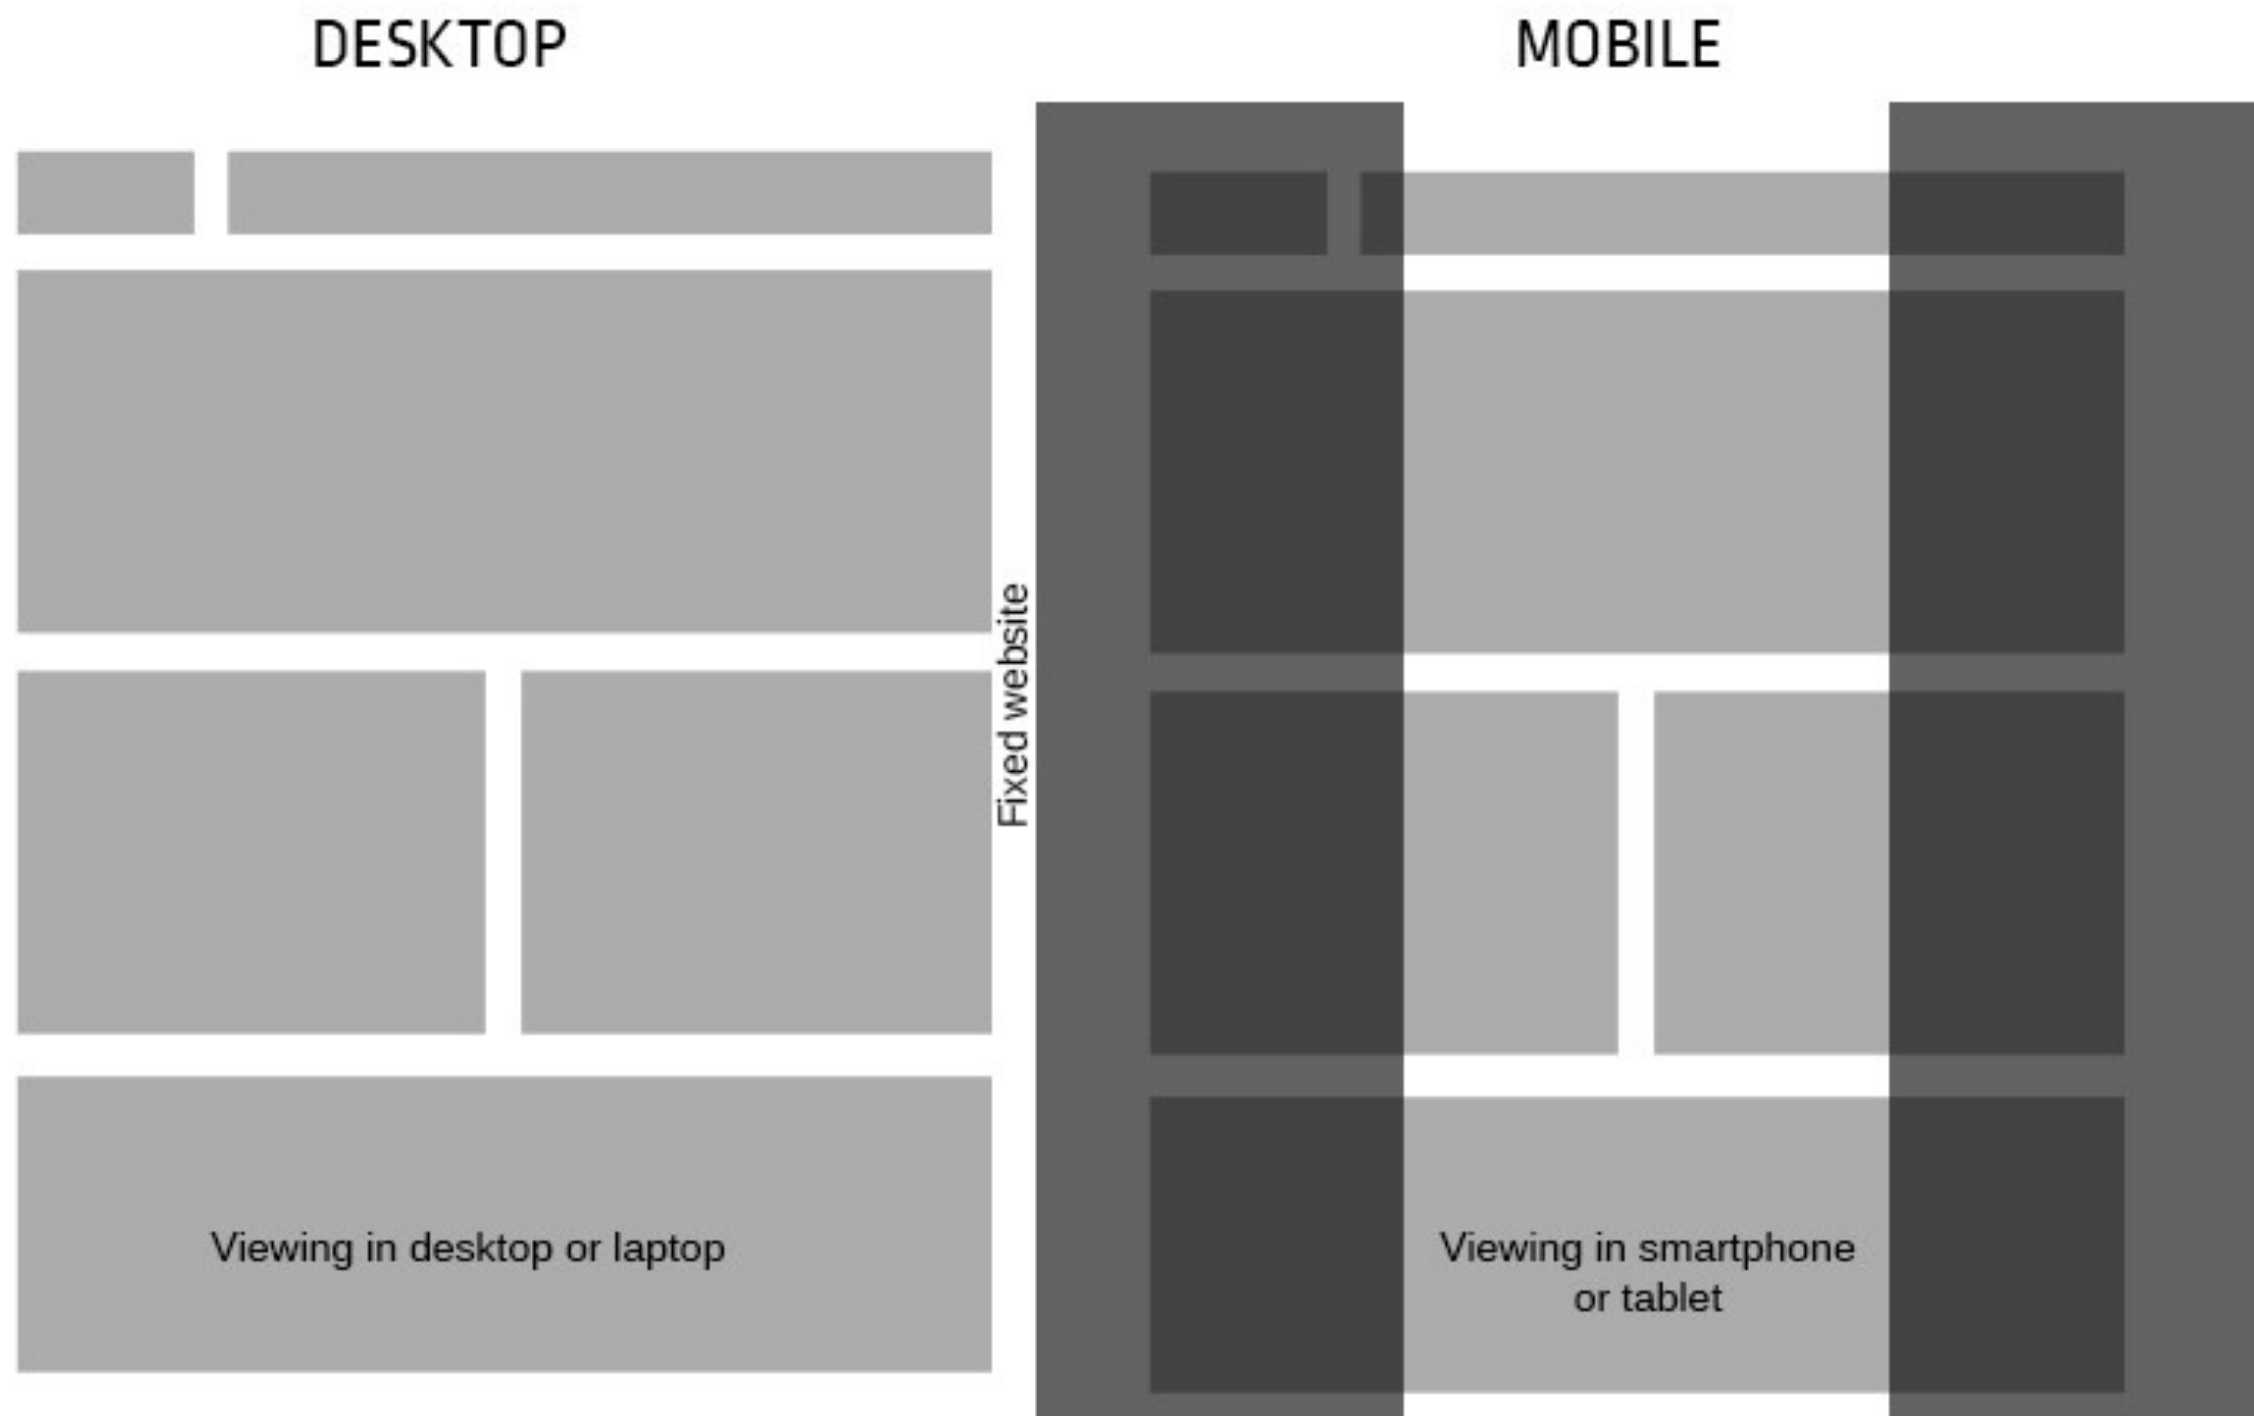 DESKTOP
MOBILE
Fixed website
Viewing in desktop or laptop
Viewing in smartphone
or tablet